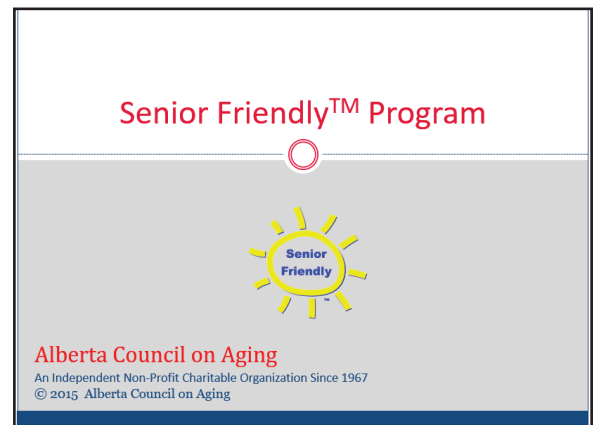 Senior Friendly™ Program
Senior
Friendly
™
Alberta Council on Aging
An Independent Non-Profit Charitable Organization Since 1967
© 2015 Alberta Council on Aging